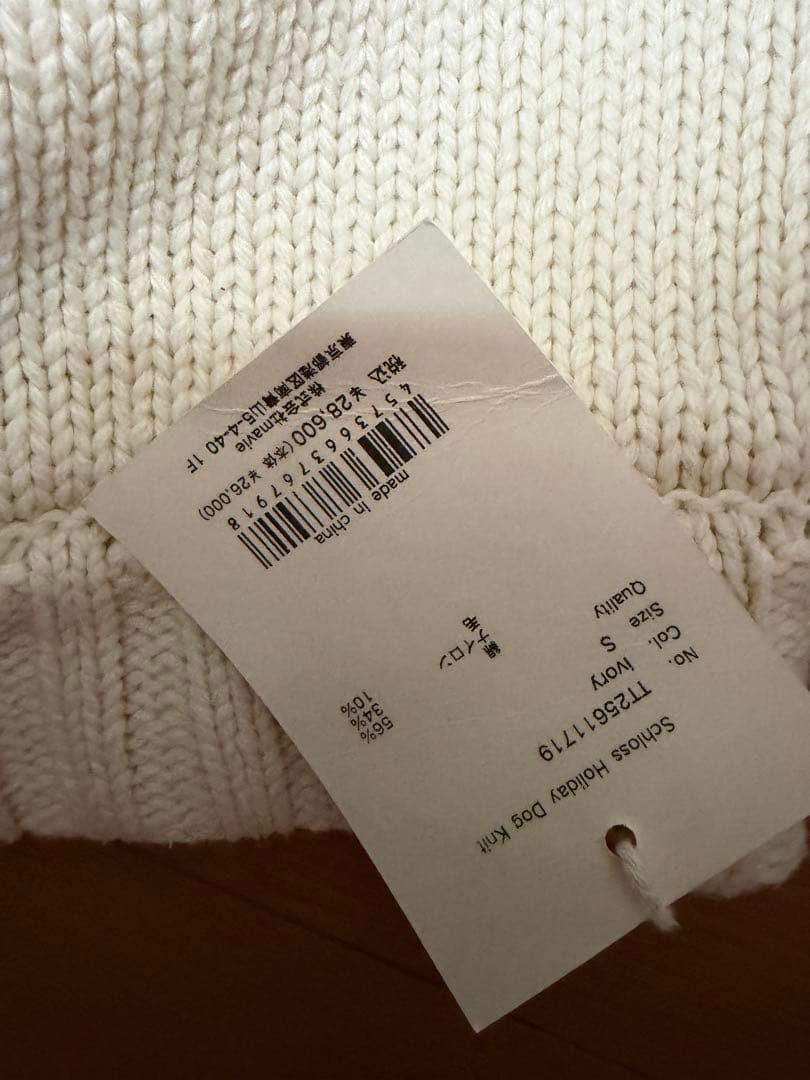 Schloss Holiday Dog Knit
No. TT25611719
Col. ivory
Size S
Quality
綿 56%
ナイロン 34%
毛 10%
made in china
4573663767918
税込 ¥28,600(本体 ¥26,000)
株式会社mavie
東京都港区南青山5-4-40 1F